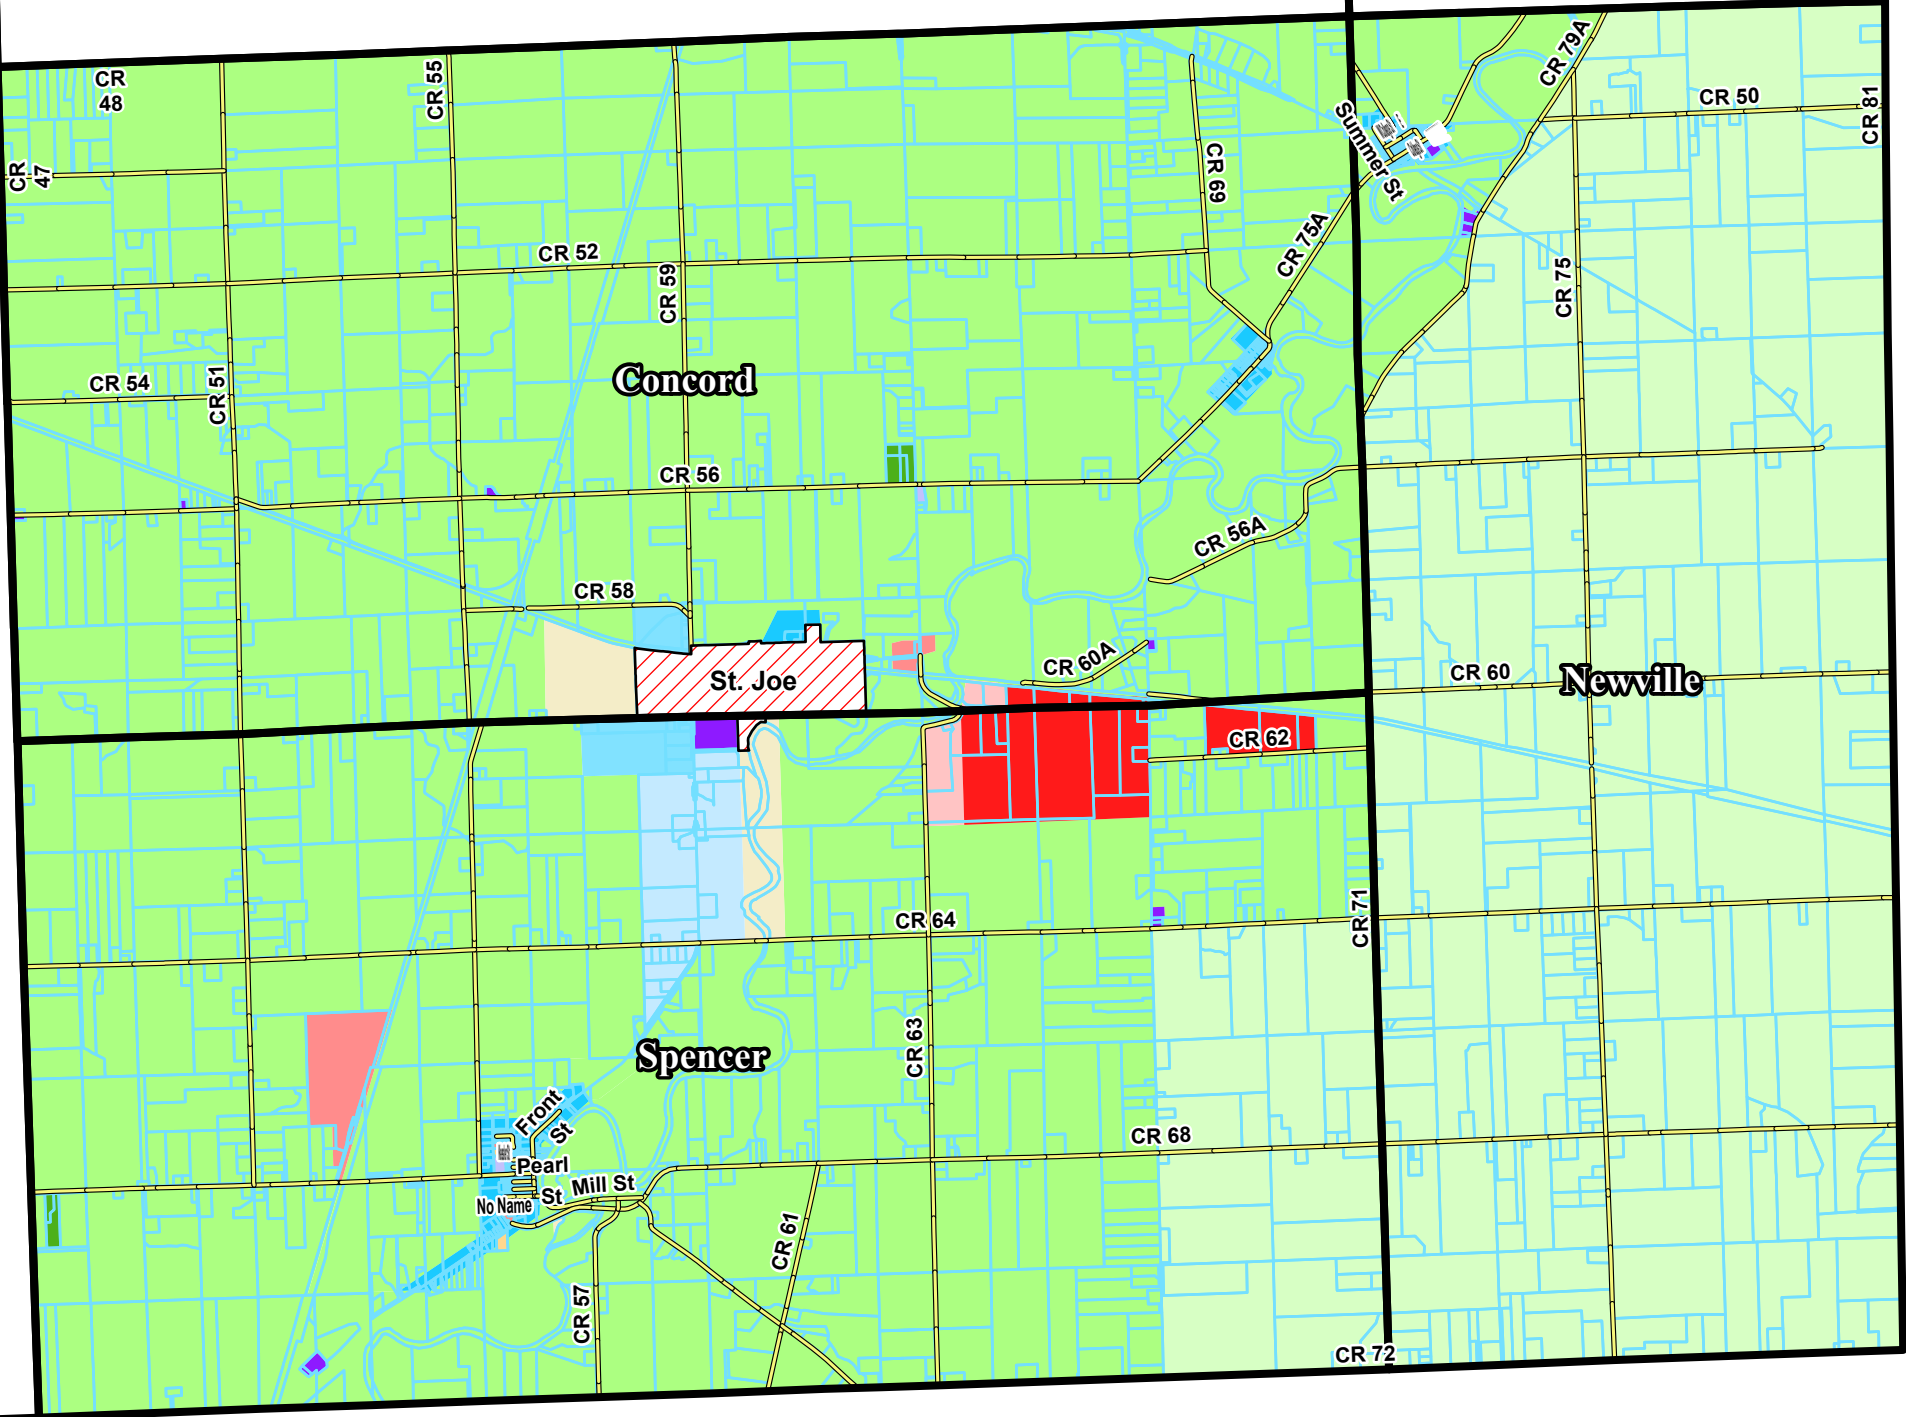 CR
48
CR 55
CR 79A
CR 50
CR 81
CR
47
Summer St
CR 69
CR 75A
CR 52
CR 59
CR 75
CR 54
CR 51
Concord
CR 56
CR 56A
CR 58
CR 60A
St. Joe
CR 60
Newville
CR 62
CR 64
CR 71
CR 63
Spencer
Front
St
Pearl
St
Mill St
No Name
CR 68
CR 61
CR 57
CR 72